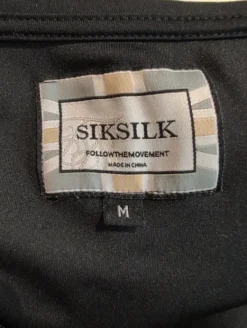 SIKSILK
FOLLOWTHEMOVEMENT
MADE IN CHINA
M